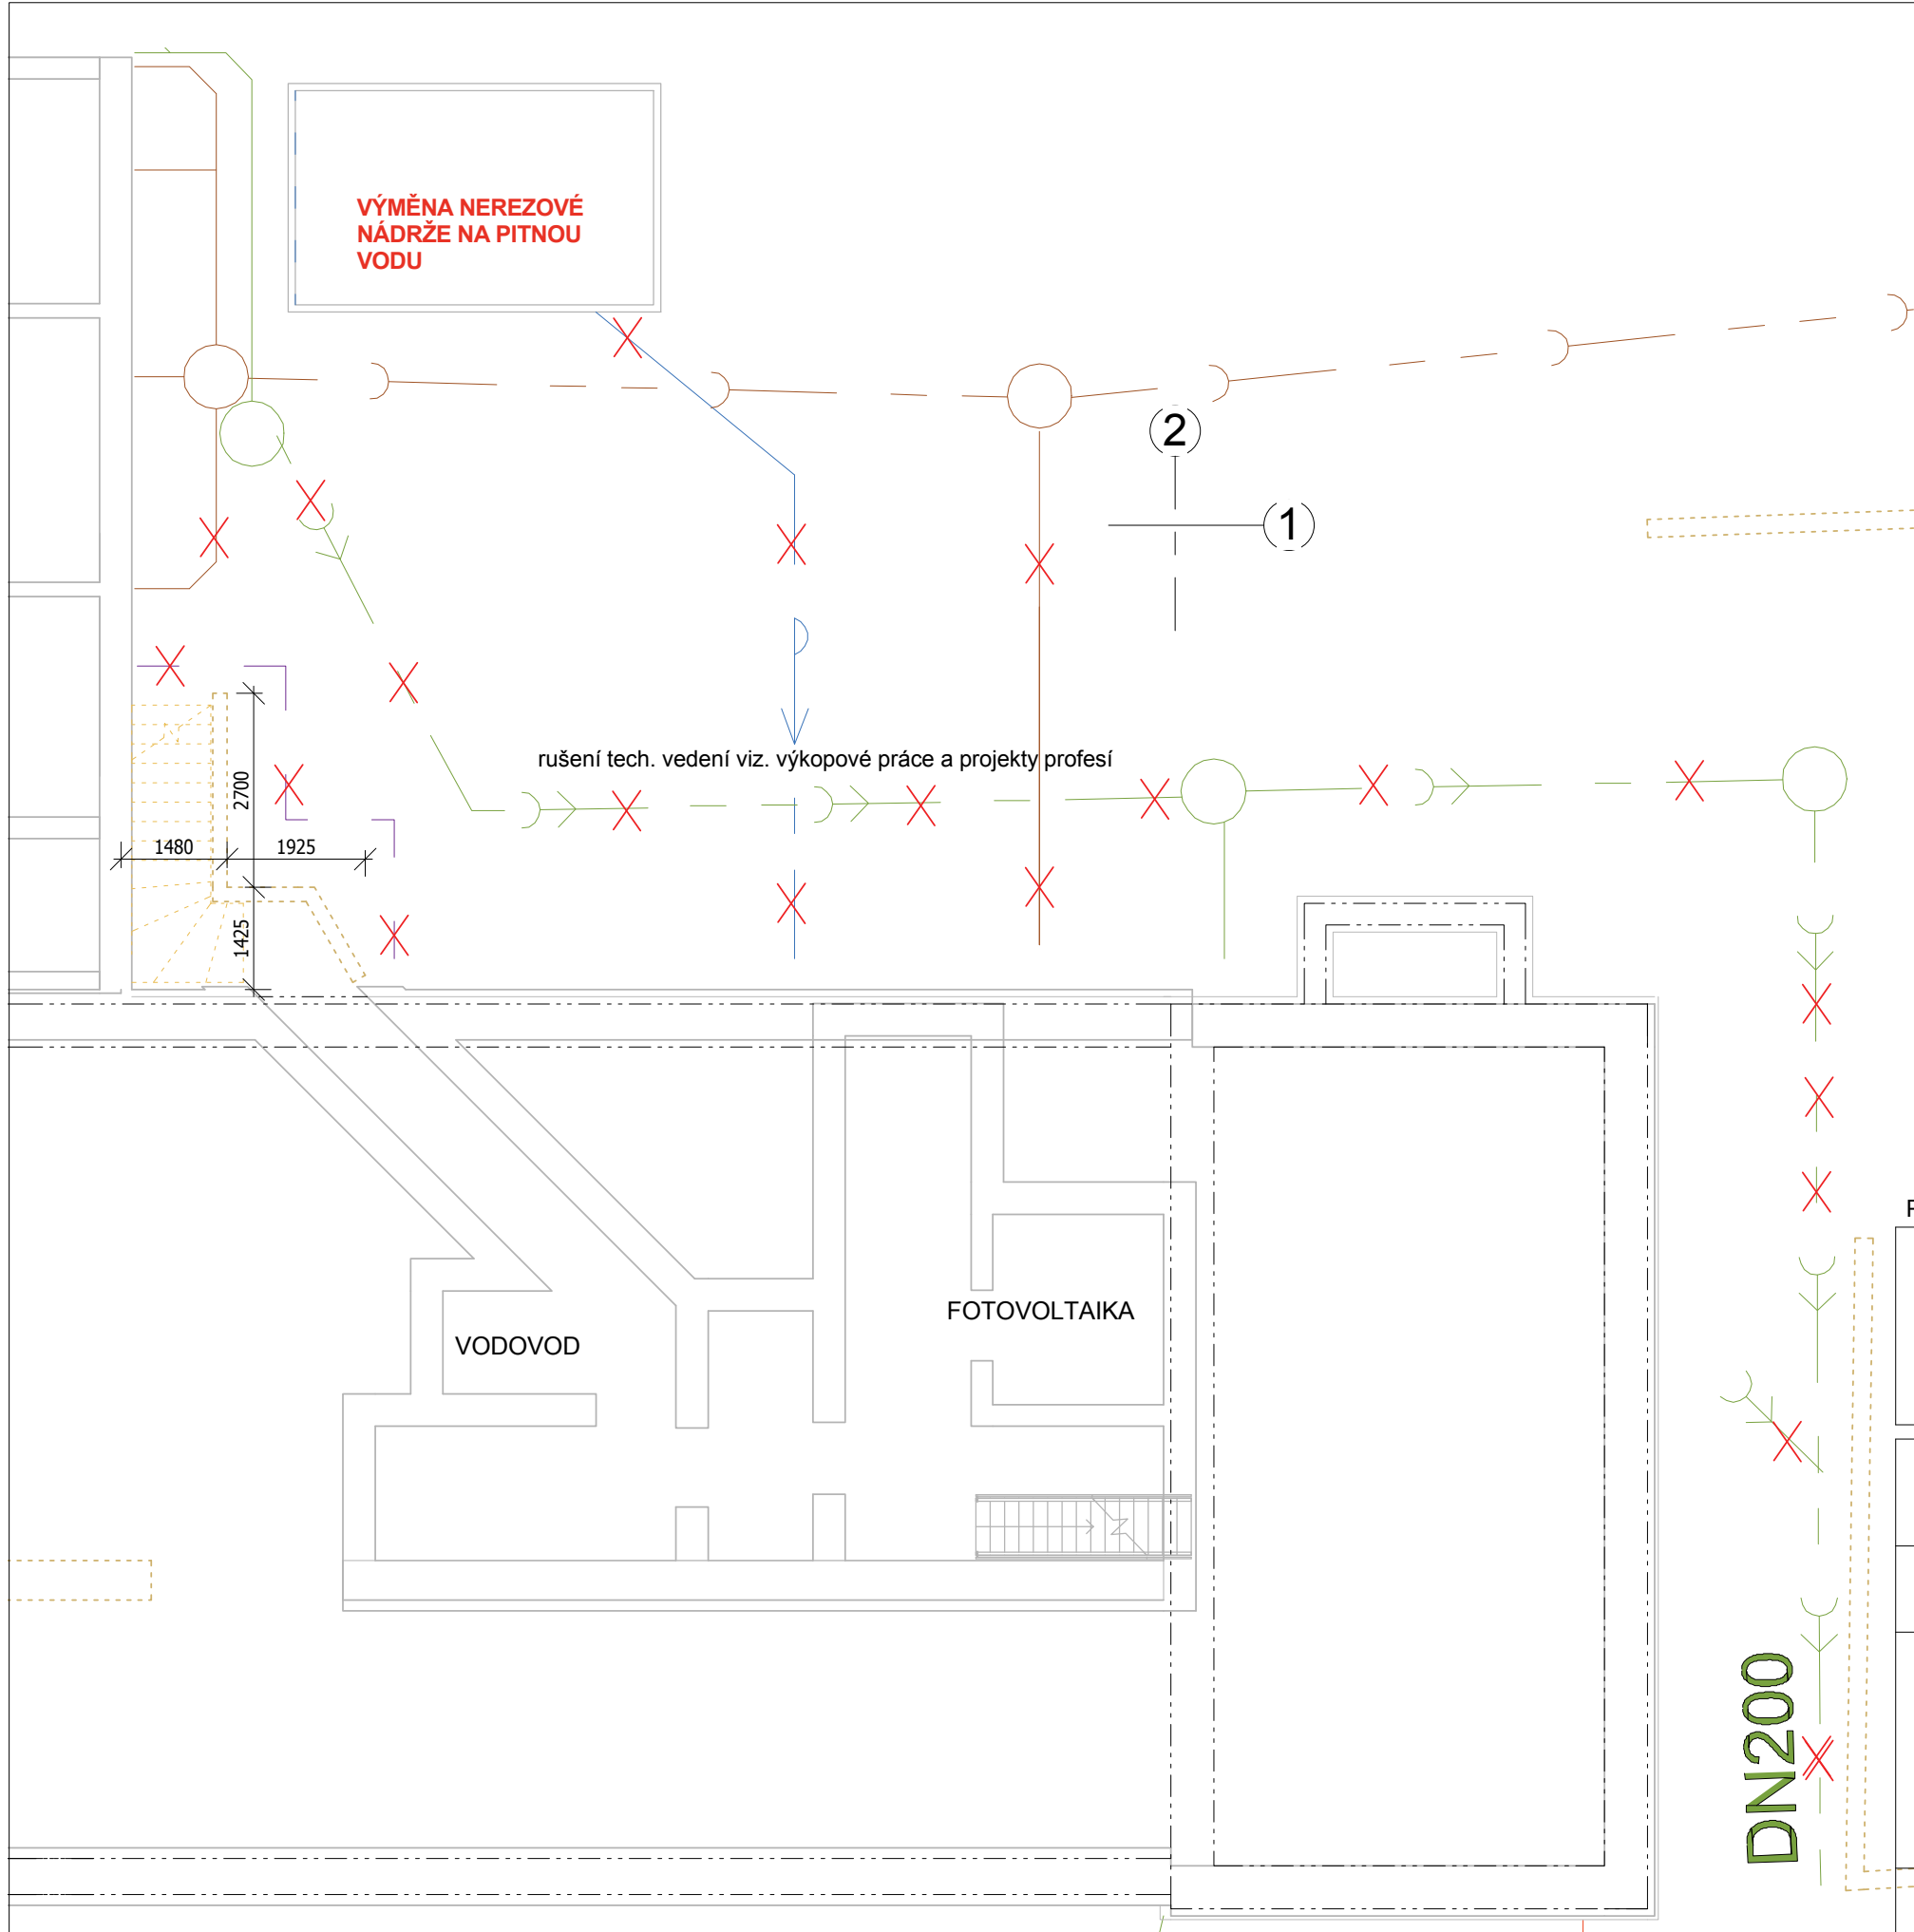 VÝMĚNA NEREZOVÉ
NÁDRŽE NA PITNOU
VODU
2
1
rušení tech. vedení viz. výkopové práce a projekty profesí
2700
1480
1925
1425
FOTOVOLTAIKA
VODOVOD
DN200